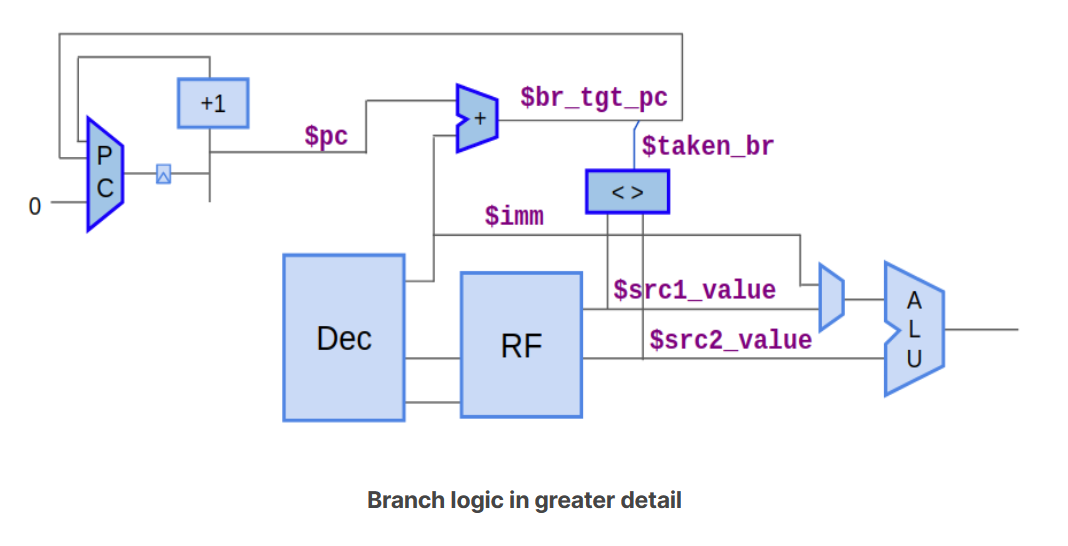 +1
$br_tgt_pc
+
$pc
$taken_br
P
C
< >
0
$imm
$src1_value
A
L
U
Dec
RF
$src2_value
Branch logic in greater detail